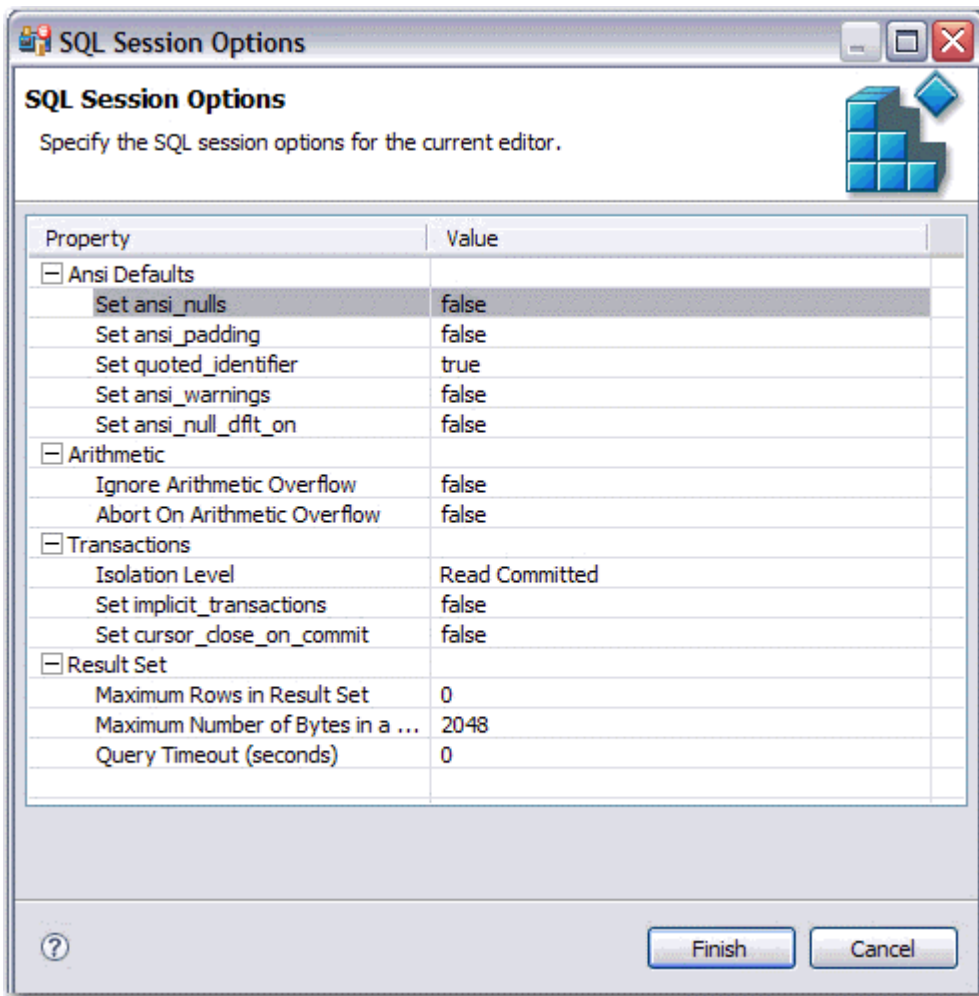 SQL Session Options
SQL Session Options
Specify the SQL session options for the current editor.
Property Value
Ansi Defaults
Set ansi_nulls false
Set ansi_padding false
Set quoted_identifier true
Set ansi_warnings false
Set ansi_null_dflt_on false
Arithmetic
Ignore Arithmetic Overflow false
Abort On Arithmetic Overflow false
Transactions
Isolation Level Read Committed
Set implicit_transactions false
Set cursor_close_on_commit false
Result Set
Maximum Rows in Result Set 0
Maximum Number of Bytes in a ... 2048
Query Timeout (seconds) 0
? Finish Cancel